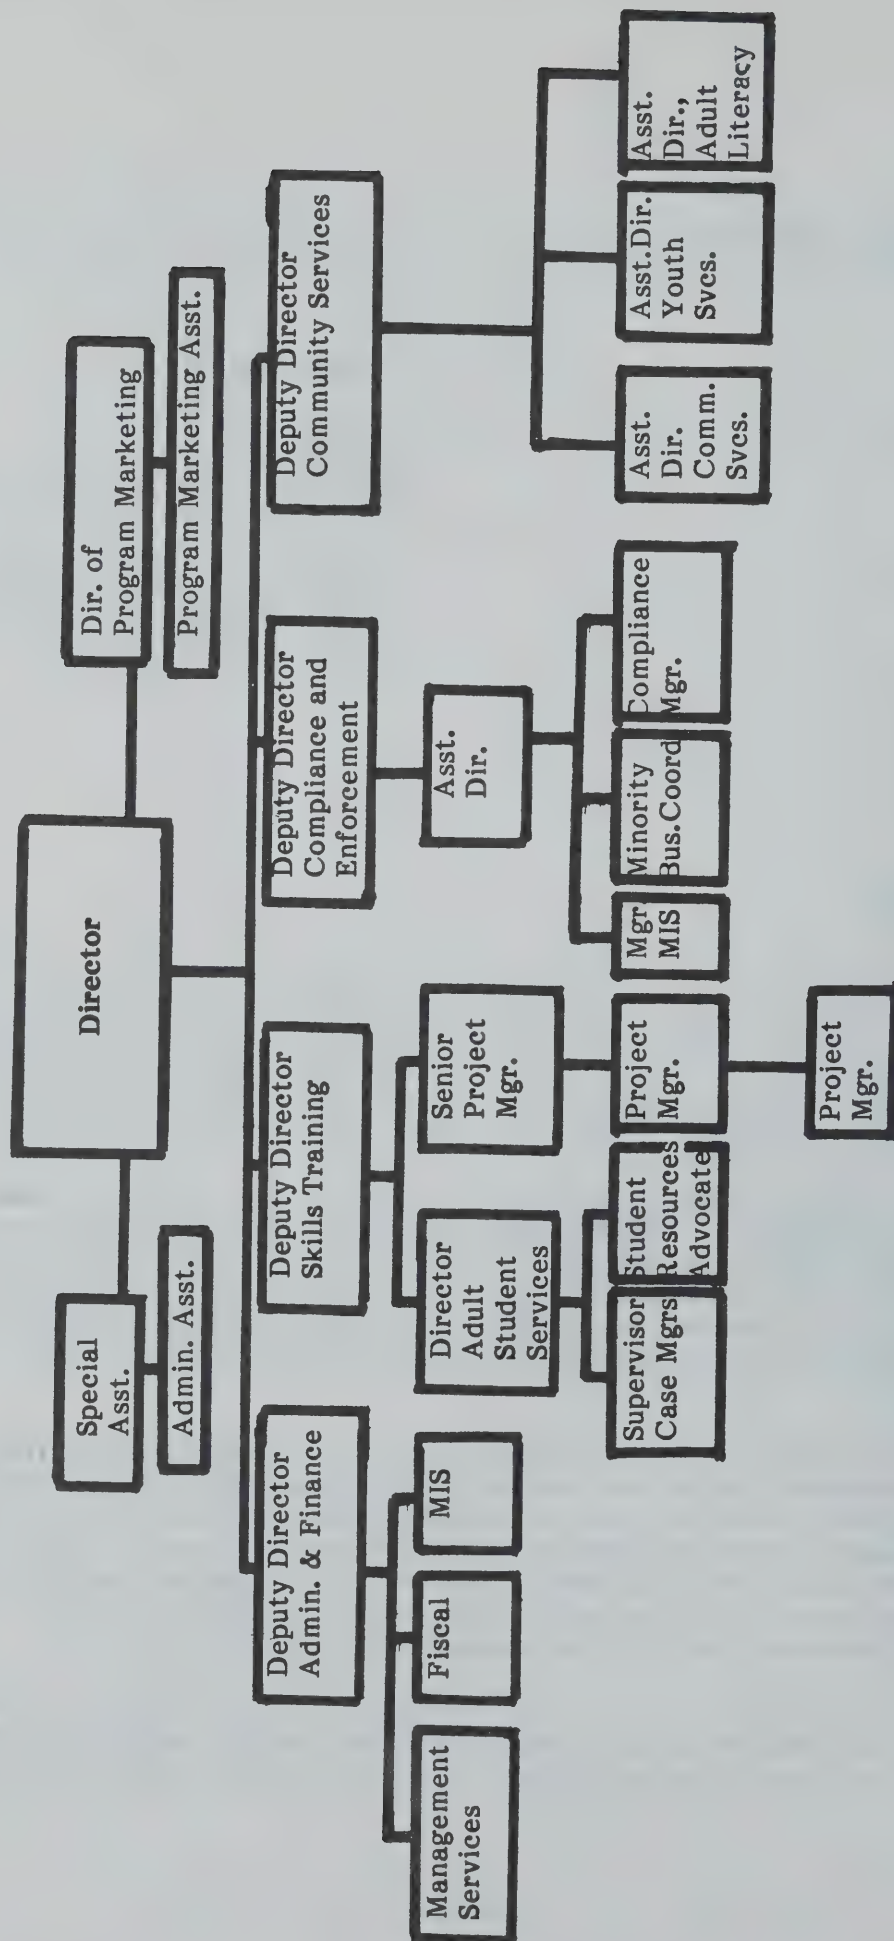 Director
Special
Asst.
Admin. Asst.
Dir. of
Program Marketing
Program Marketing Asst.
Deputy Director
Admin. & Finance
Deputy Director
Skills Training
Deputy Director
Compliance and
Enforcement
Deputy Director
Community Services
Management
Services
Fiscal
MIS
Director
Adult
Student
Services
Senior
Project
Mgr.
Asst.
Dir.
Supervisor
Case Mgrs
Student
Resources
Advocate
Project
Mgr.
Mgr
MIS
Minority
Bus.Coord
Compliance
Mgr.
Asst.
Dir.
Comm.
Svcs.
Asst.Dir.
Youth
Svcs.
Asst.
Dir.,
Adult
Literacy
Project
Mgr.